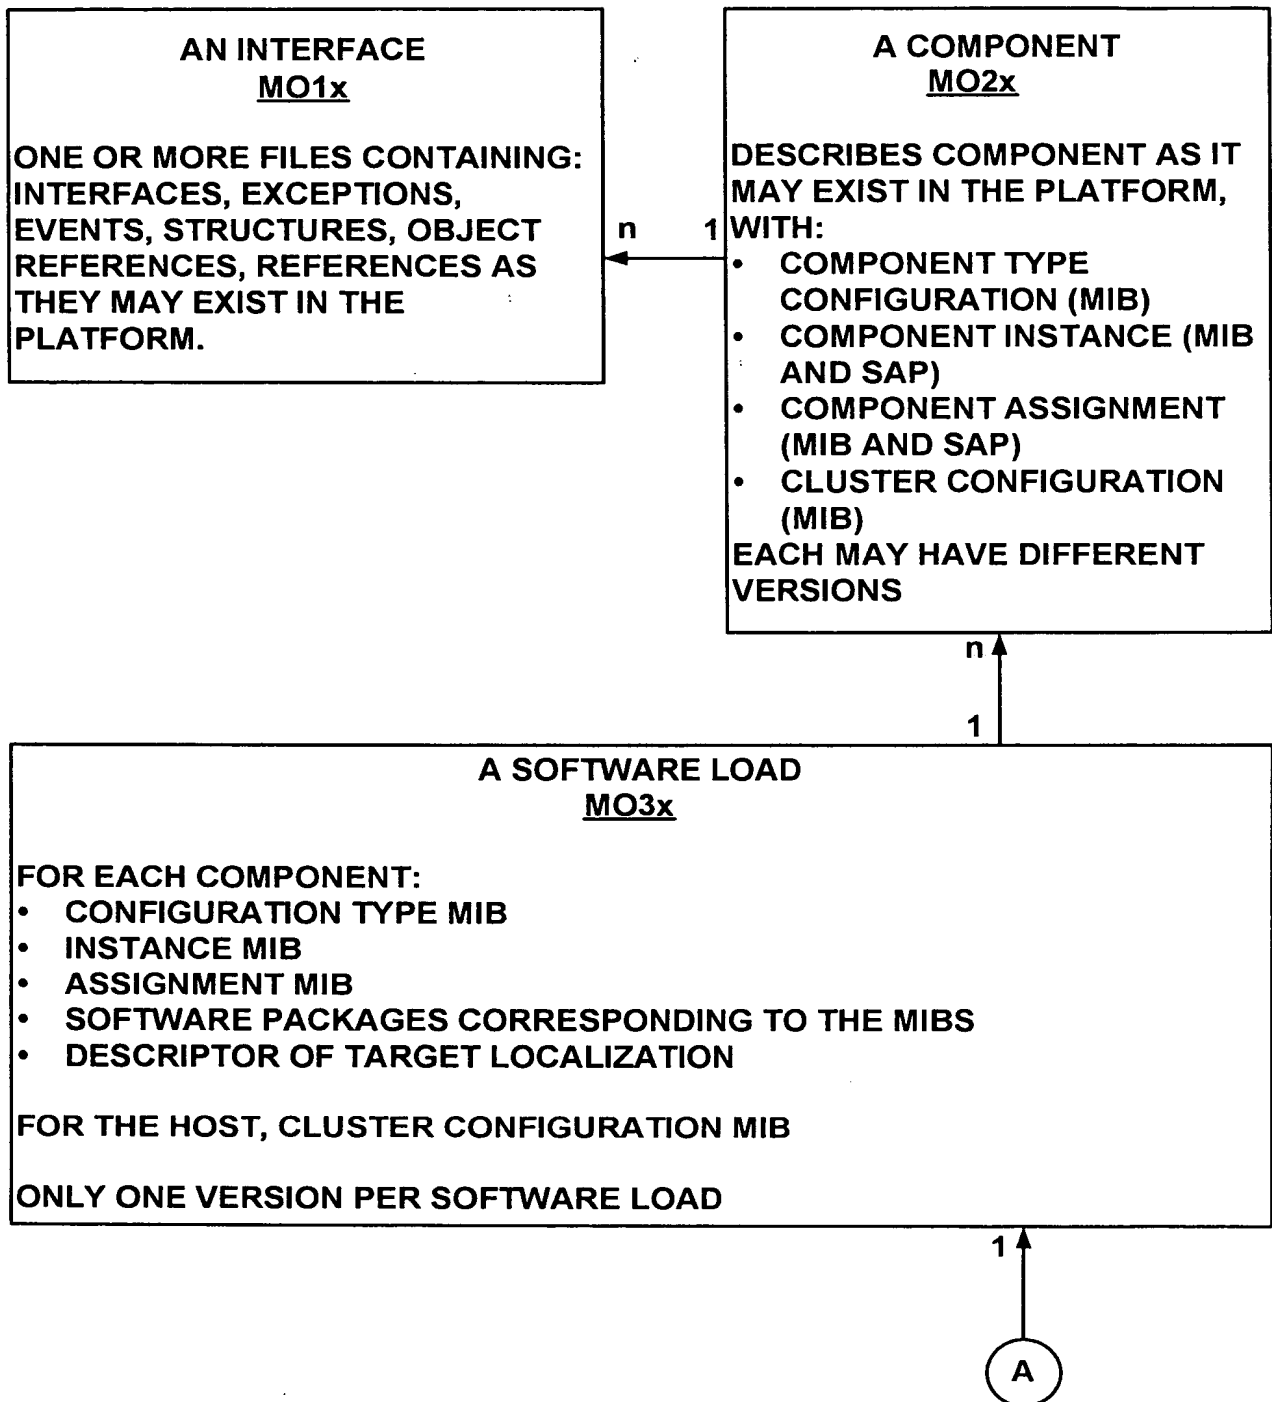 AN INTERFACE
MO1x
ONE OR MORE FILES CONTAINING:
INTERFACES, EXCEPTIONS,
EVENTS, STRUCTURES, OBJECT
REFERENCES, REFERENCES AS
THEY MAY EXIST IN THE
PLATFORM.
n
1
A COMPONENT
MO2x
DESCRIBES COMPONENT AS IT
MAY EXIST IN THE PLATFORM,
WITH:
• COMPONENT TYPE
CONFIGURATION (MIB)
• COMPONENT INSTANCE (MIB
AND SAP)
• COMPONENT ASSIGNMENT
(MIB AND SAP)
• CLUSTER CONFIGURATION
(MIB)
EACH MAY HAVE DIFFERENT
VERSIONS
n
1
A SOFTWARE LOAD
MO3x
FOR EACH COMPONENT:
• CONFIGURATION TYPE MIB
• INSTANCE MIB
• ASSIGNMENT MIB
• SOFTWARE PACKAGES CORRESPONDING TO THE MIBS
• DESCRIPTOR OF TARGET LOCALIZATION
FOR THE HOST, CLUSTER CONFIGURATION MIB
ONLY ONE VERSION PER SOFTWARE LOAD
1
A